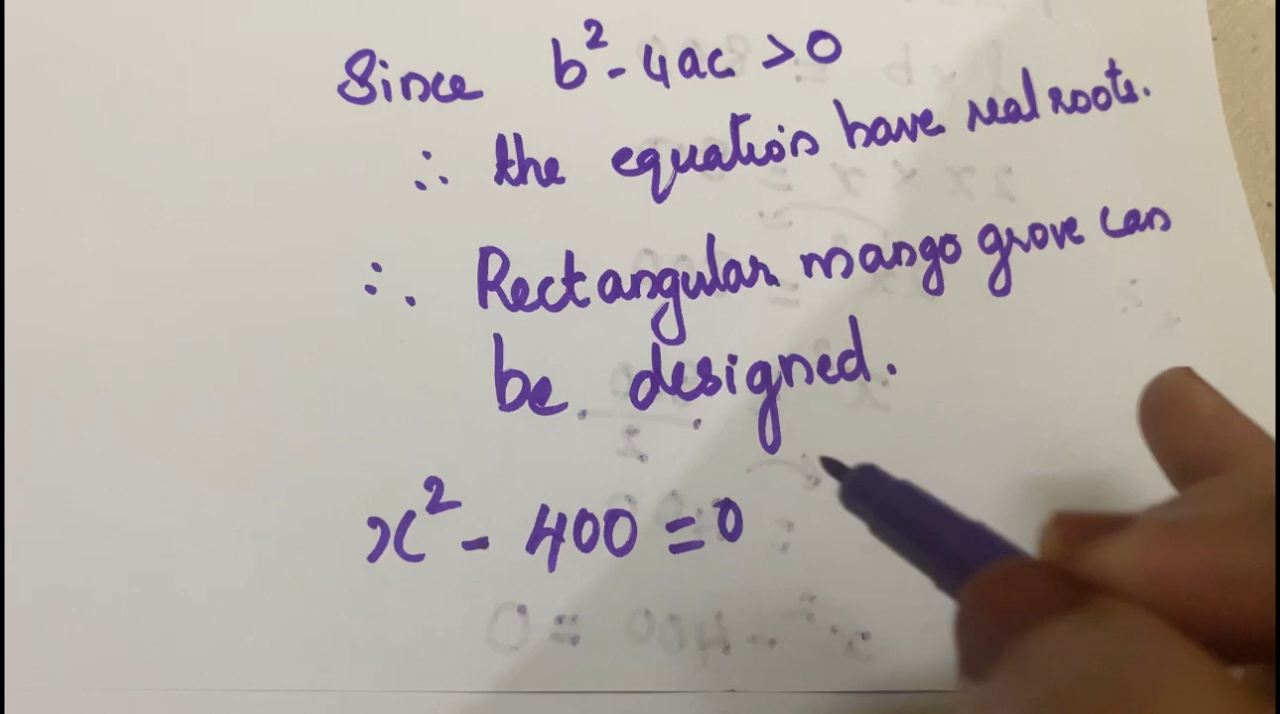 Since b² - 4ac > 0
∴ the equation have real roots.
∴ Rectangular mango grove can
be designed.
x² - 400 = 0